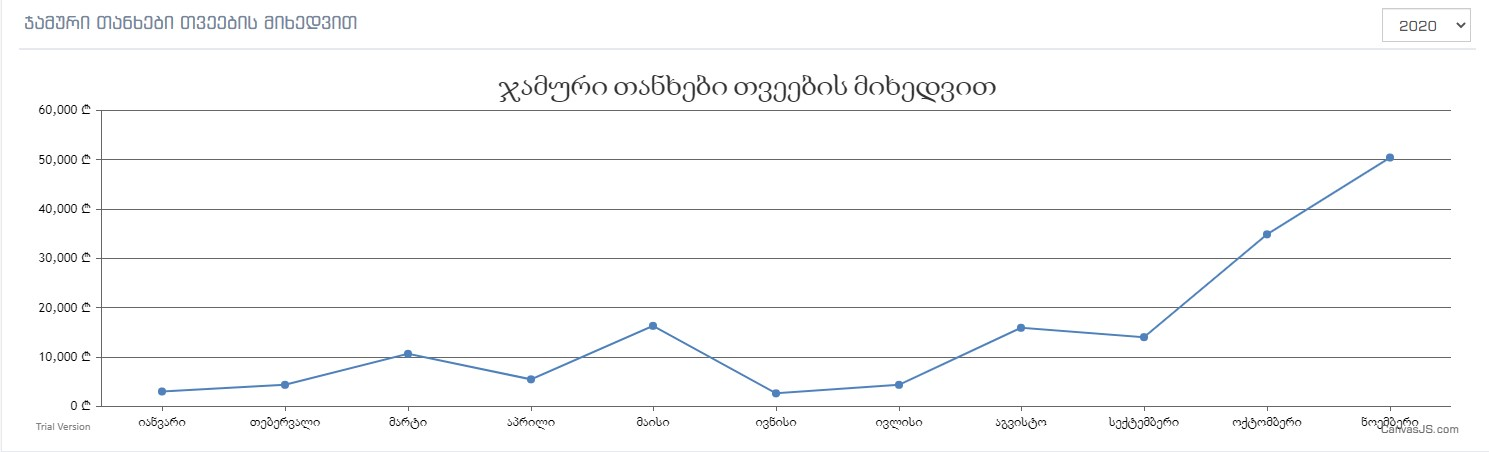 ჯამური თანხები თვეების მიხედვით
2020
ჯამური თანხები თვეების მიხედვით
60,000 ₾
50,000 ₾
40,000 ₾
30,000 ₾
20,000 ₾
10,000 ₾
0 ₾
იანვარი თებერვალი მარტი აპრილი მაისი ივნისი ივლისი აგვისტო სექტემბერი ოქტომბერი ნოემბერი
Trial Version
CanvasJS.com